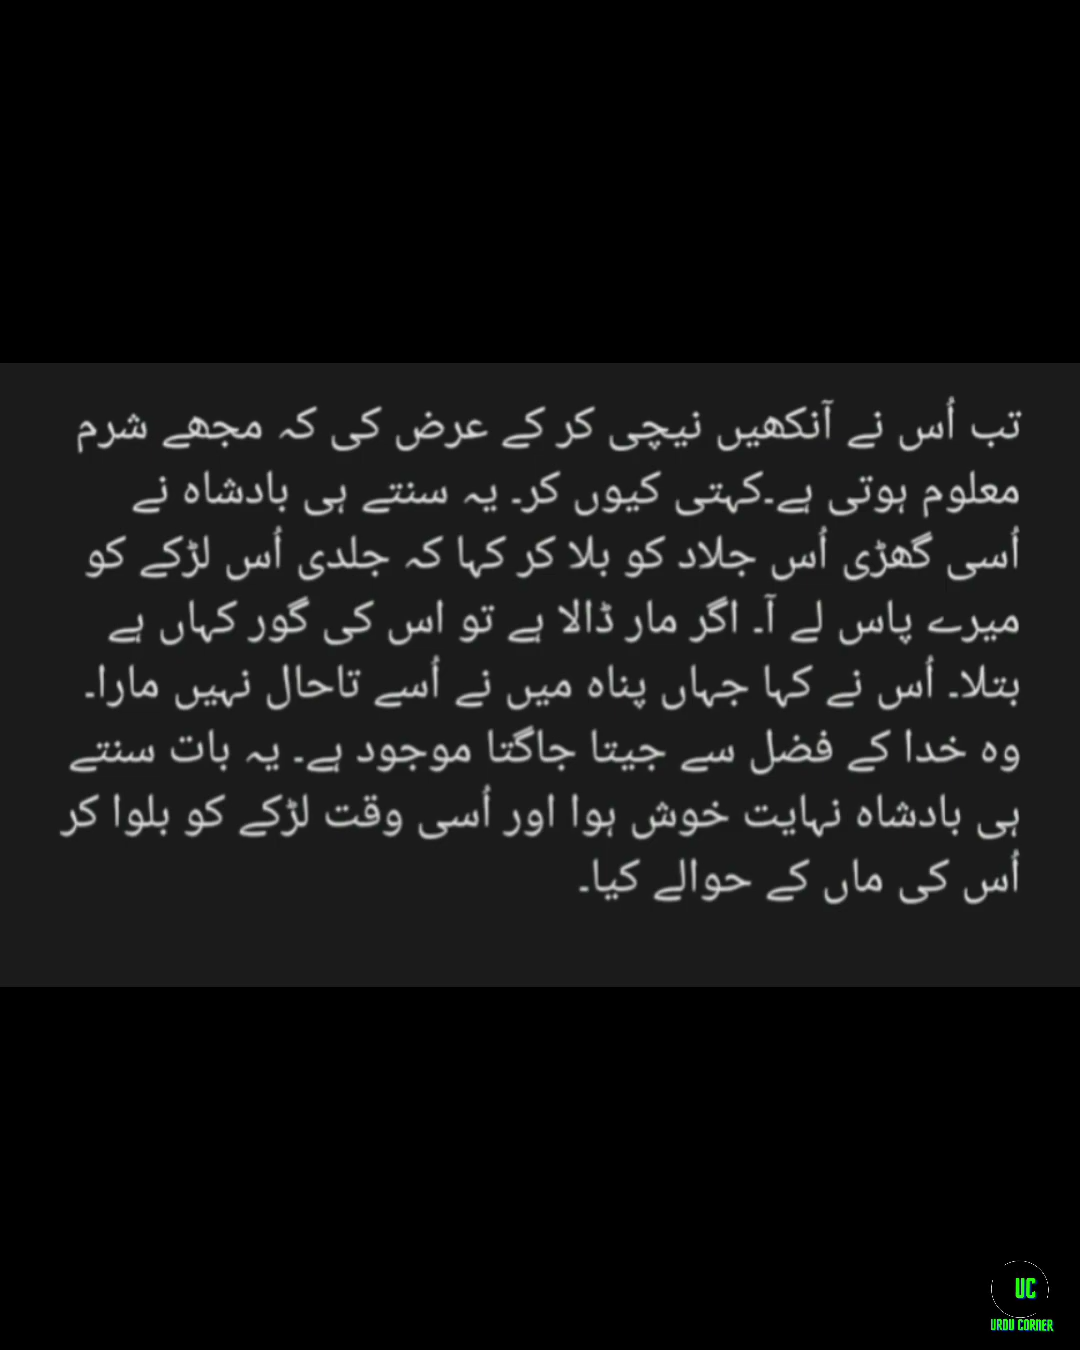 تب اُس نے آنکھیں نیچی کر کے عرض کی کہ مجھے شرم
معلوم ہوتی ہے۔کہتی کیوں کر۔ یہ سنتے ہی بادشاہ نے
اُسی گھڑی اُس جلاد کو بلا کر کہا کہ جلدی اُس لڑکے کو
میرے پاس لے آ۔ اگر مار ڈالا ہے تو اس کی گور کہاں ہے
بتلا۔ اُس نے کہا جہاں پناہ میں نے اُسے تاحال نہیں مارا۔
وہ خدا کے فضل سے جیتا جاگتا موجود ہے۔ یہ بات سنتے
ہی بادشاہ نہایت خوش ہوا اور اُسی وقت لڑکے کو بلوا کر
اُس کی ماں کے حوالے کیا۔
UC
URDU CORNER